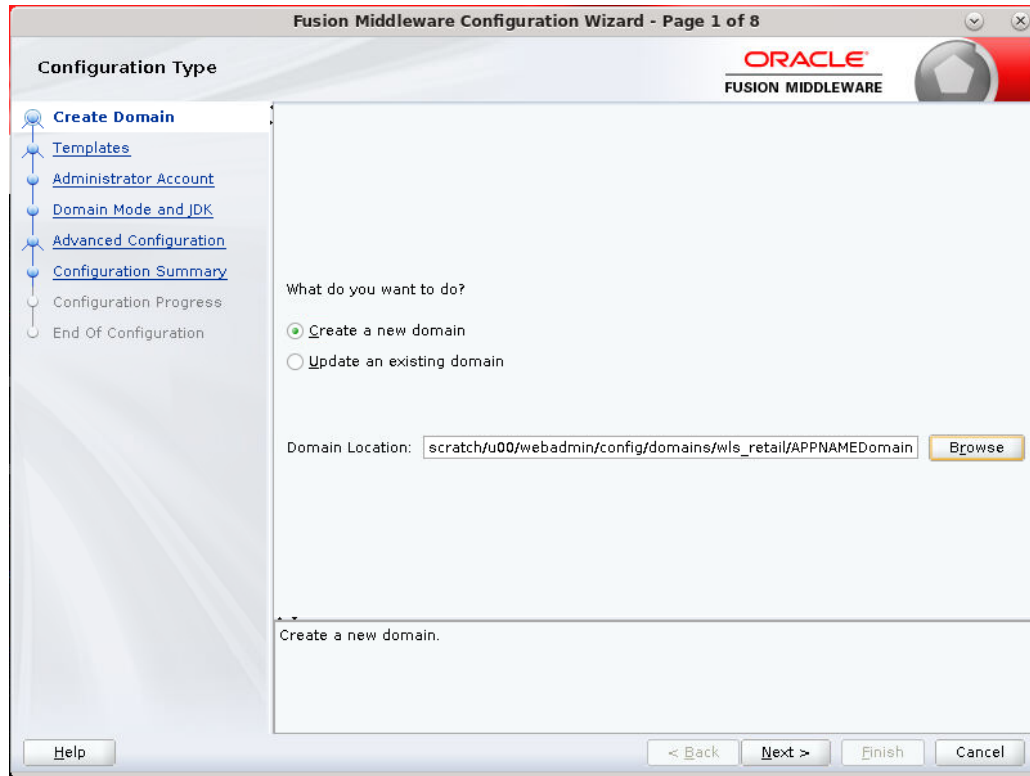 Fusion Middleware Configuration Wizard - Page 1 of 8
Configuration Type
ORACLE
FUSION MIDDLEWARE
Create Domain
Templates
Administrator Account
Domain Mode and JDK
Advanced Configuration
Configuration Summary
Configuration Progress
End Of Configuration
What do you want to do?
Create a new domain
Update an existing domain
Domain Location: scratch/u00/webadmin/config/domains/wls_retail/APPNAMEDomain Browse
Create a new domain.
Help < Back Next > Finish Cancel